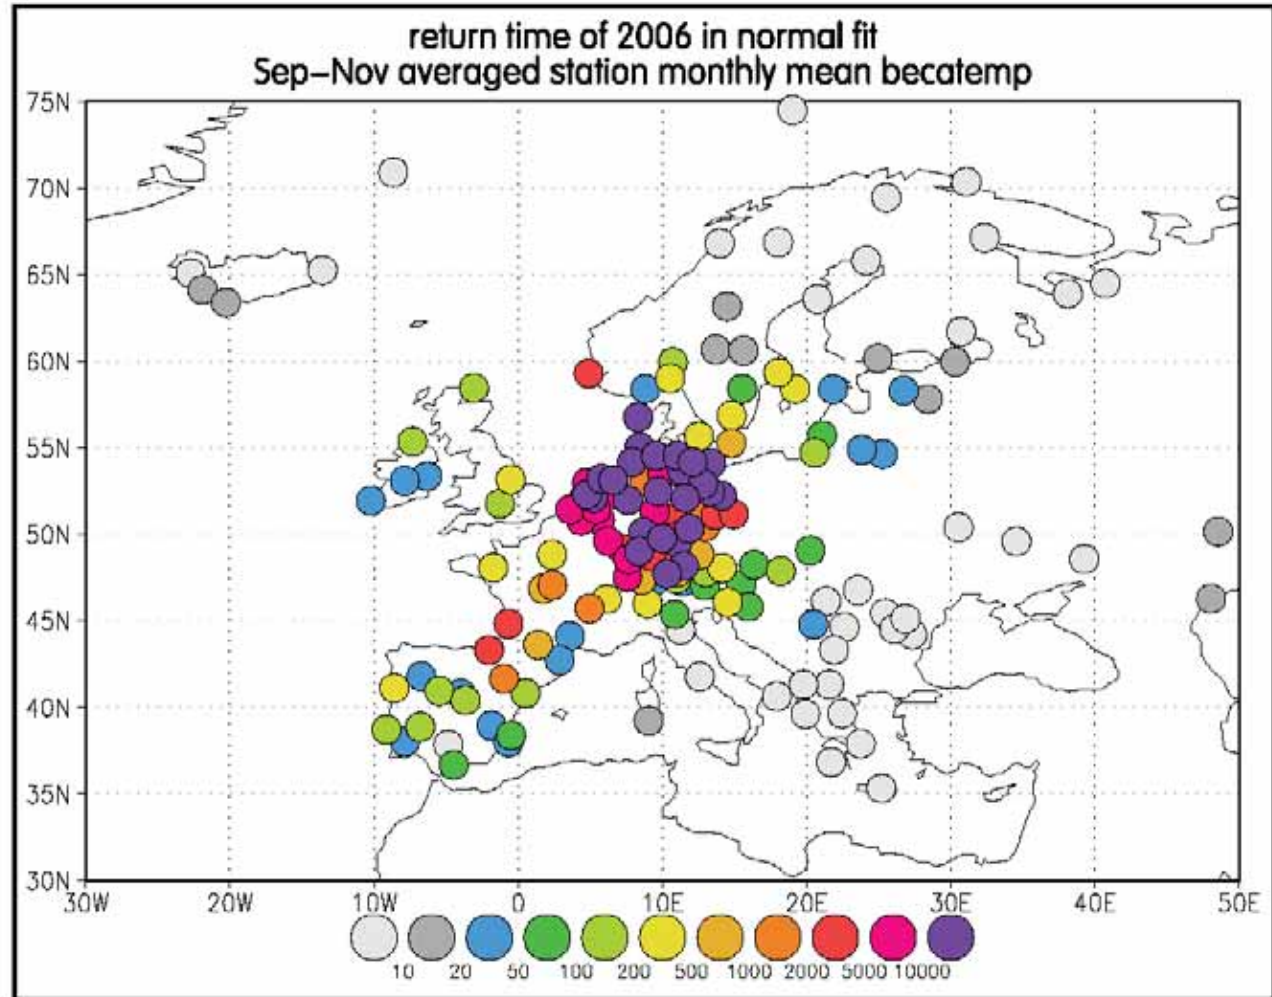 return time of 2006 in normal fit
Sep–Nov averaged station monthly mean becatemp
75N
70N
65N
60N
55N
50N
45N
40N
35N
30N
30W 20W 10W 0 10E 20E 30E 40E 50E
10 20 50 100 200 500 1000 2000 5000 10000